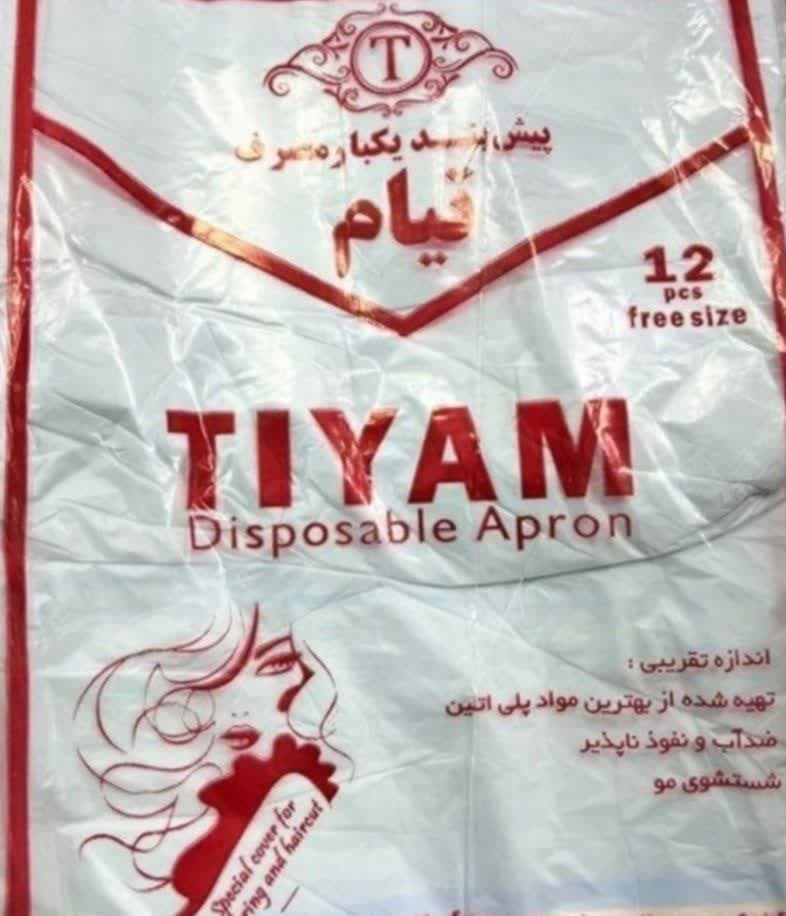 T
پیش بند یکبار مصرف
تیام
12
pcs
free size
TIYAM
Disposable Apron
اندازه تقریبی :
تهیه شده از بهترین مواد پلی اتین
ضدآب و نفوذ ناپذیر
شستشوی مو
Special cover for
and haircut